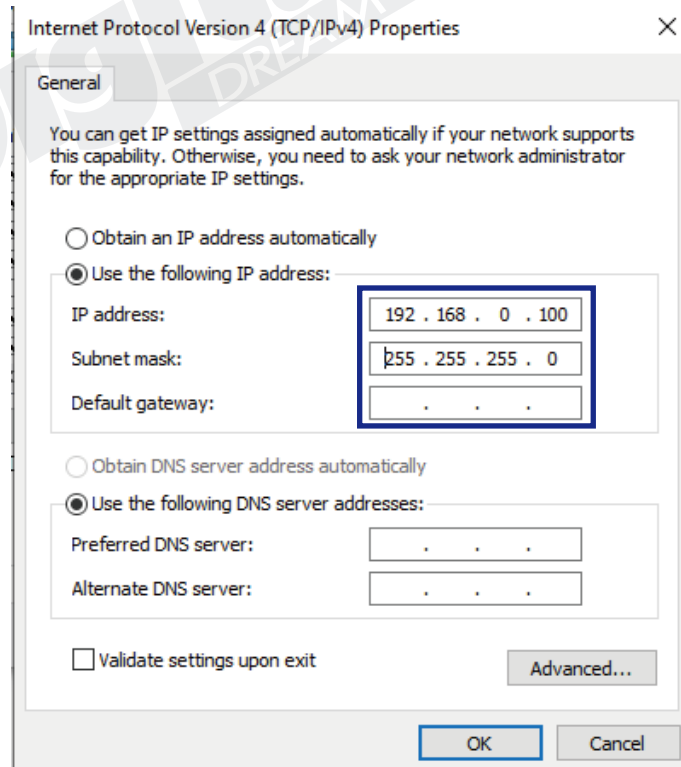 Internet Protocol Version 4 (TCP/IPv4) Properties
DREAM
General
You can get IP settings assigned automatically if your network supports
this capability. Otherwise, you need to ask your network administrator
for the appropriate IP settings.
Obtain an IP address automatically
Use the following IP address:
IP address: 192 . 168 . 0 . 100
Subnet mask: 255 . 255 . 255 . 0
Default gateway: . . .
Obtain DNS server address automatically
Use the following DNS server addresses:
Preferred DNS server: . . .
Alternate DNS server: . . .
Validate settings upon exit
Advanced...
OK Cancel